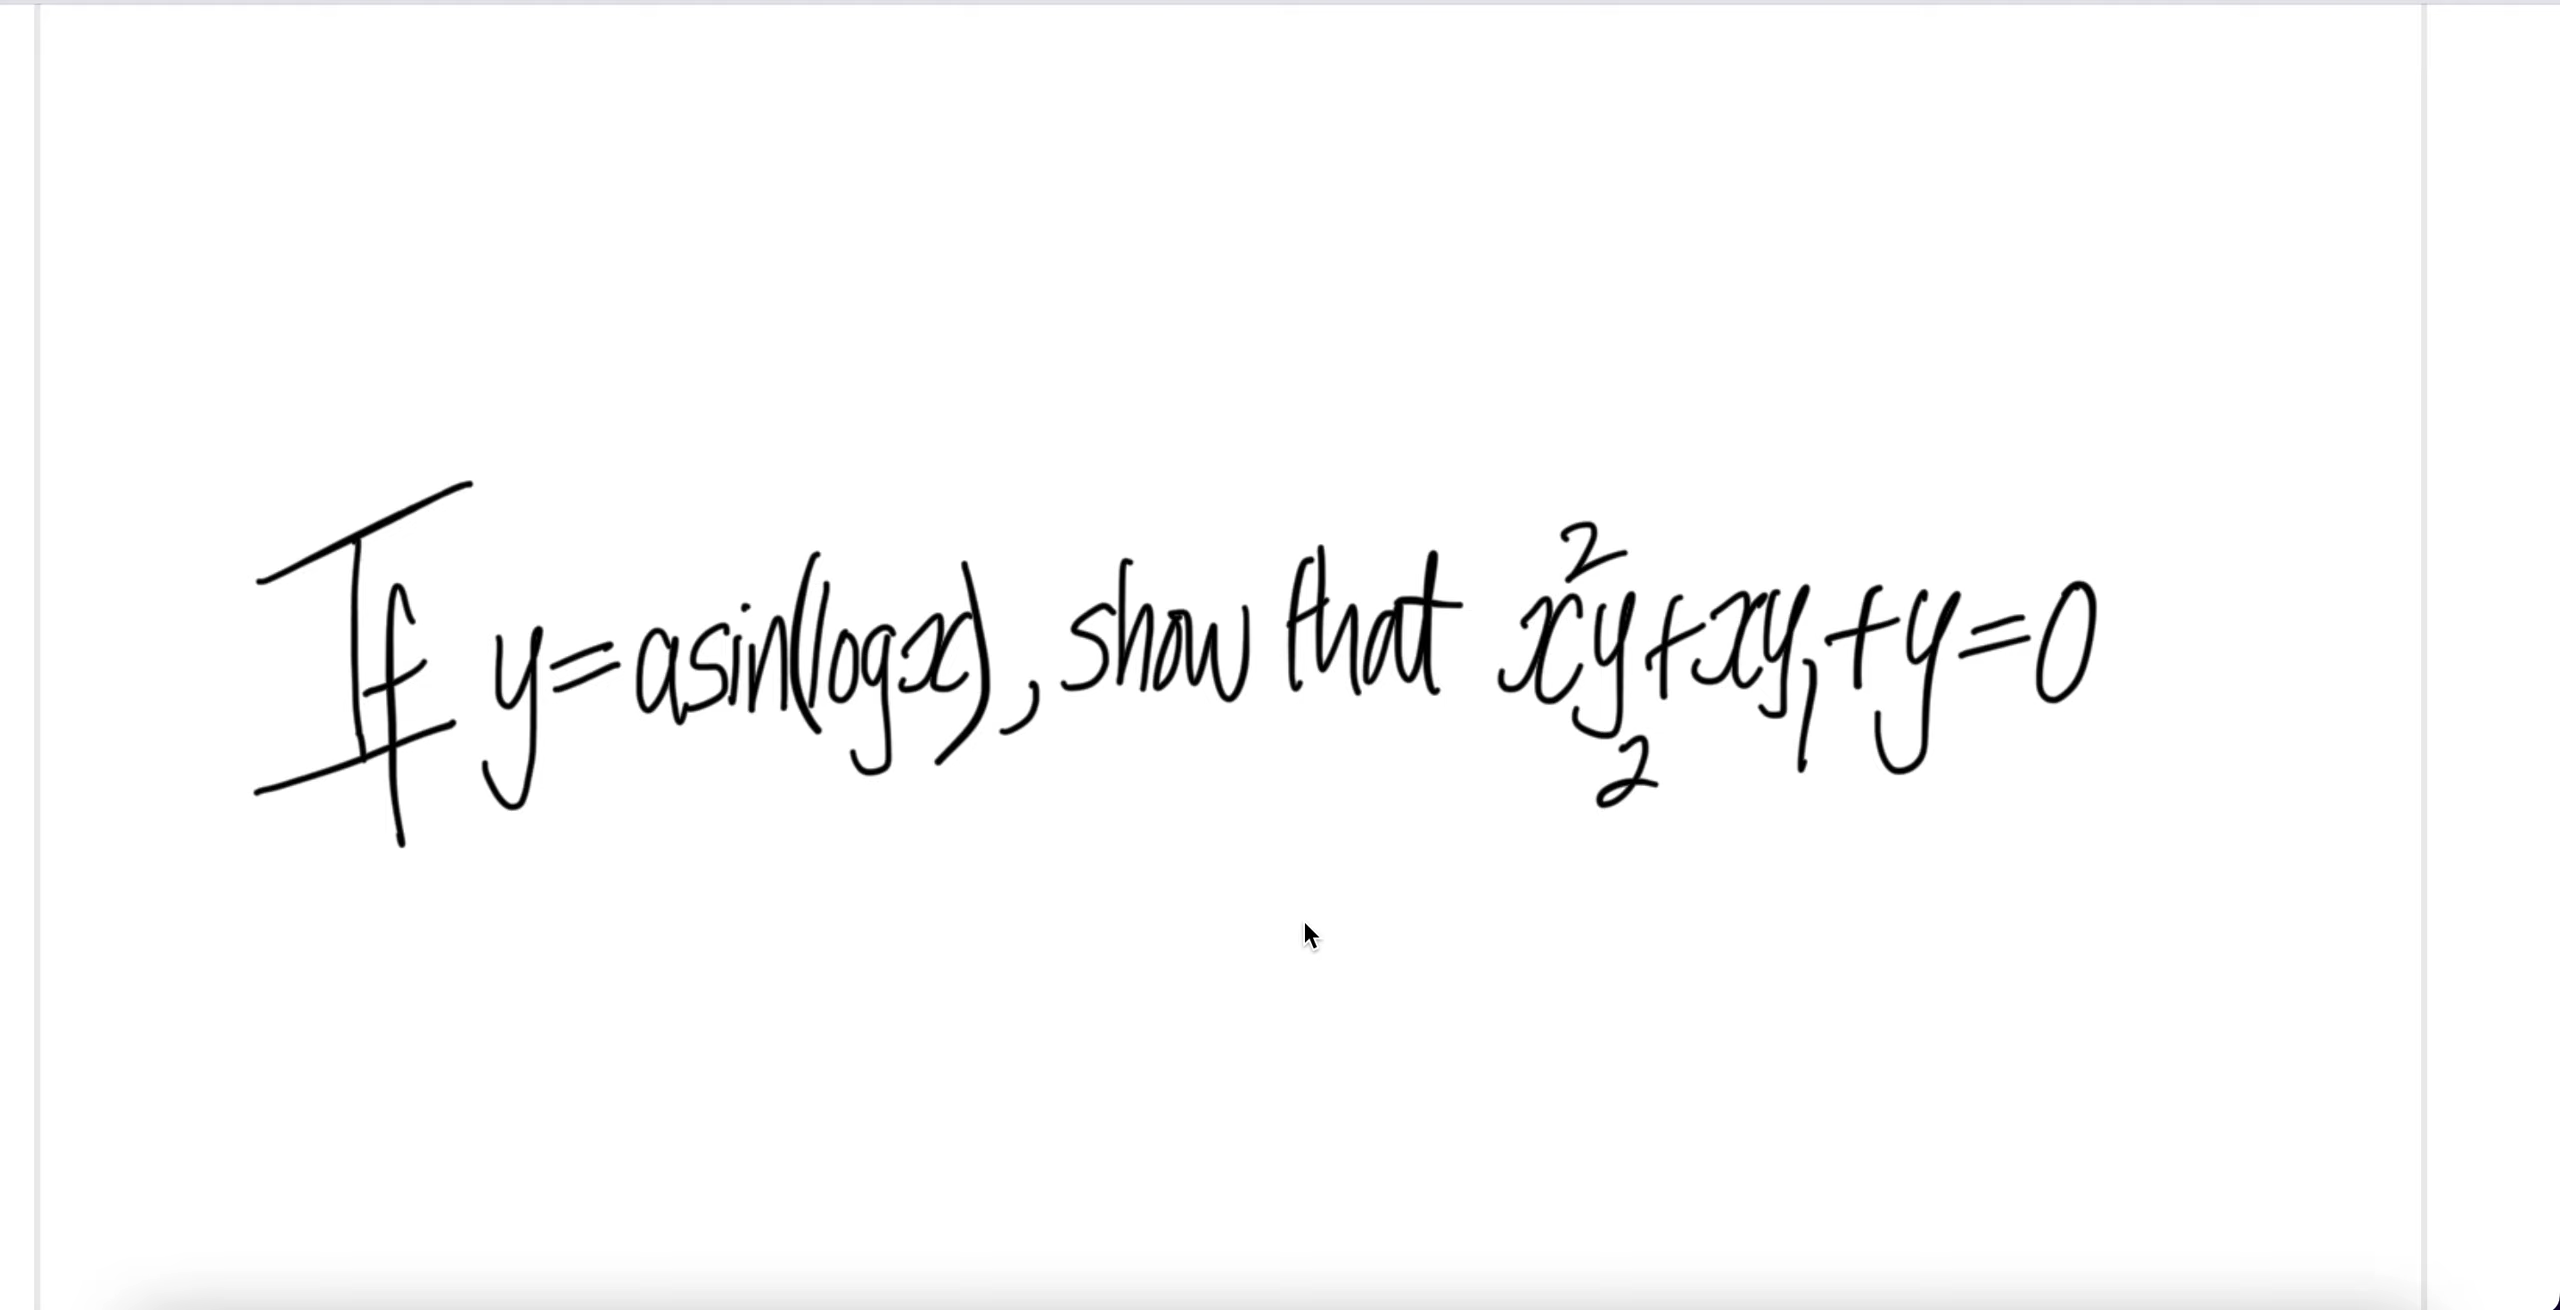 If y=asin(logx), show that x²y₂+xy₁+y=0